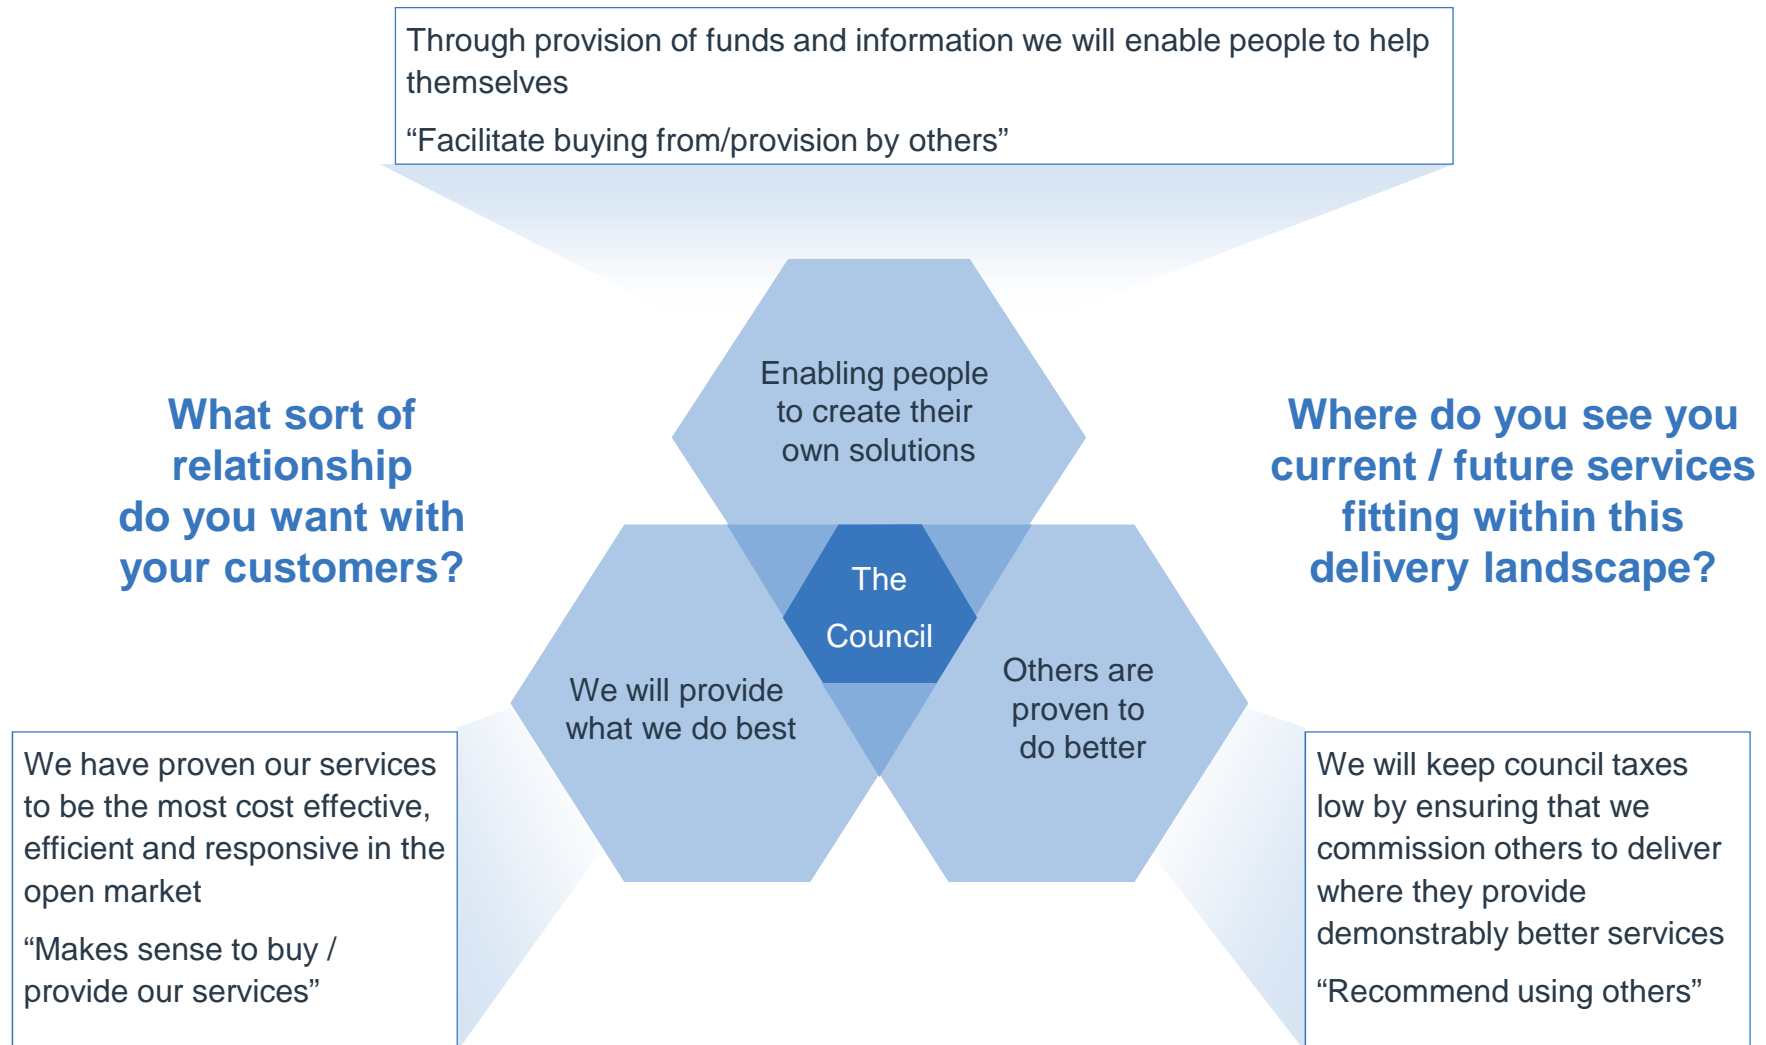 Through provision of funds and information we will enable people to help
themselves
“Facilitate buying from/provision by others”
Enabling people
to create their
own solutions
What sort of
relationship
do you want with
your customers?
Where do you see you
current / future services
fitting within this
delivery landscape?
The
Council
We will provide
what we do best
Others are
proven to
do better
We have proven our services
to be the most cost effective,
efficient and responsive in the
open market
“Makes sense to buy /
provide our services”
We will keep council taxes
low by ensuring that we
commission others to deliver
where they provide
demonstrably better services
“Recommend using others”